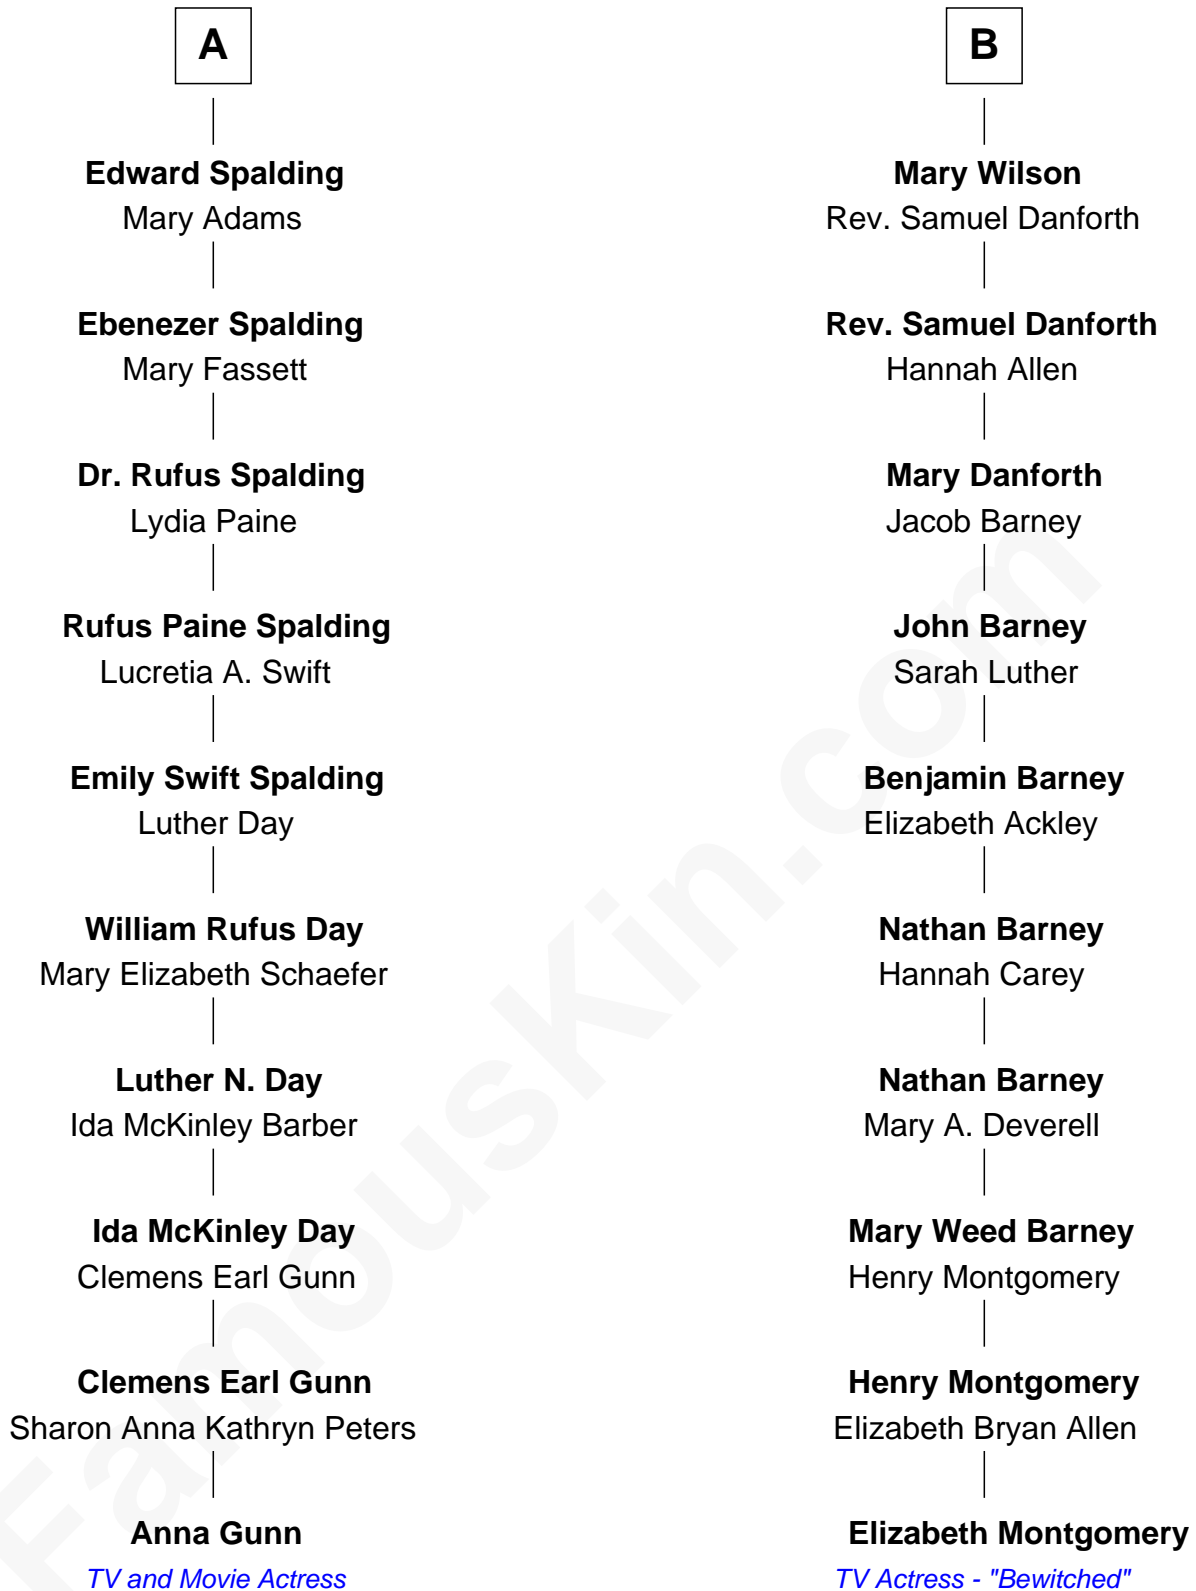 A
Edward Spalding
Mary Adams
Ebenezer Spalding
Mary Fassett
Dr. Rufus Spalding
Lydia Paine
Rufus Paine Spalding
Lucretia A. Swift
Emily Swift Spalding
Luther Day
William Rufus Day
Mary Elizabeth Schaefer
Luther N. Day
Ida McKinley Barber
Ida McKinley Day
Clemens Earl Gunn
Clemens Earl Gunn
Sharon Anna Kathryn Peters
Anna Gunn
TV and Movie Actress
B
Mary Wilson
Rev. Samuel Danforth
Rev. Samuel Danforth
Hannah Allen
Mary Danforth
Jacob Barney
John Barney
Sarah Luther
Benjamin Barney
Elizabeth Ackley
Nathan Barney
Hannah Carey
Nathan Barney
Mary A. Deverell
Mary Weed Barney
Henry Montgomery
Henry Montgomery
Elizabeth Bryan Allen
Elizabeth Montgomery
TV Actress - "Bewitched"
FamousKin.com